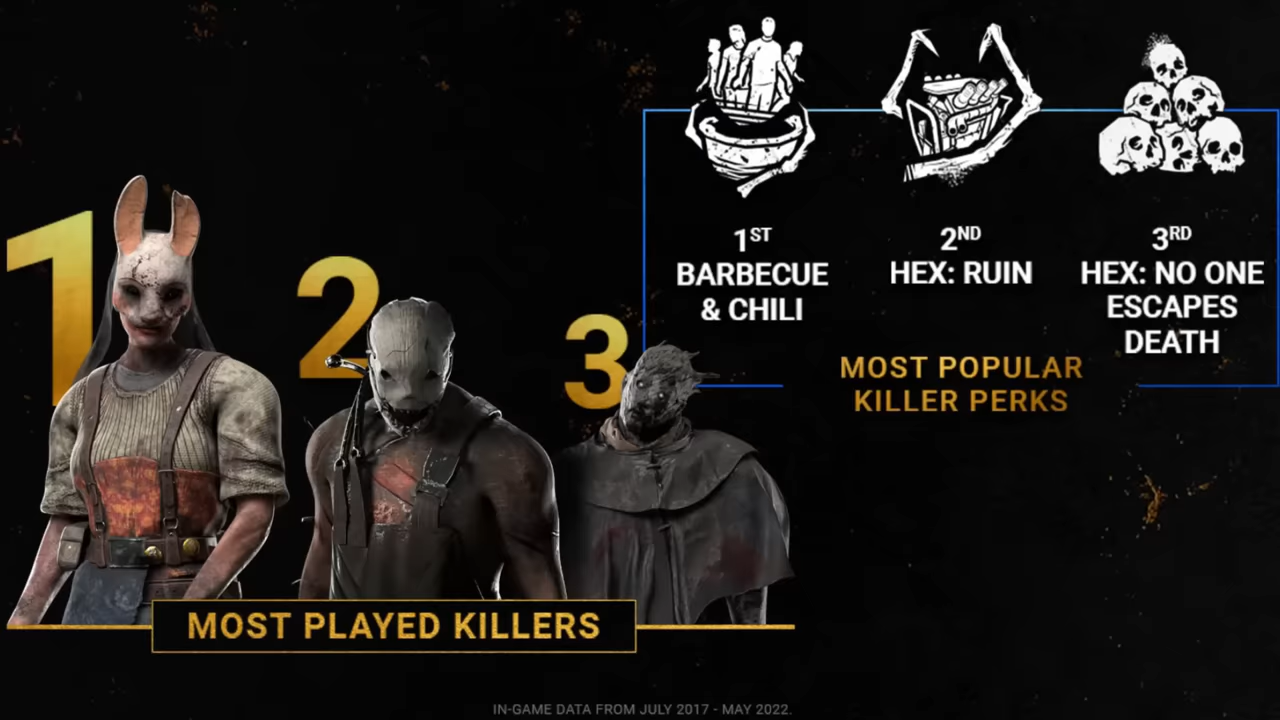 1
2
3
MOST PLAYED KILLERS
1ST
BARBECUE
& CHILI
2ND
HEX: RUIN
3RD
HEX: NO ONE
ESCAPES
DEATH
MOST POPULAR
KILLER PERKS
IN-GAME DATA FROM JULY 2017 - MAY 2022.